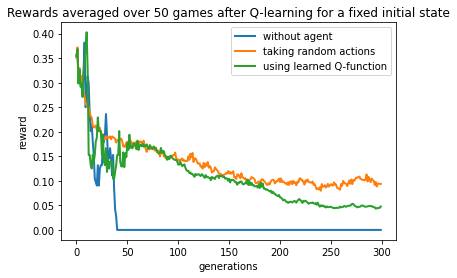 Rewards averaged over 50 games after Q-learning for a fixed initial state
without agent
taking random actions
using learned Q-function
0.40
0.35
0.30
0.25
0.20
0.15
0.10
0.05
0.00
reward
0 50 100 150 200 250 300
generations